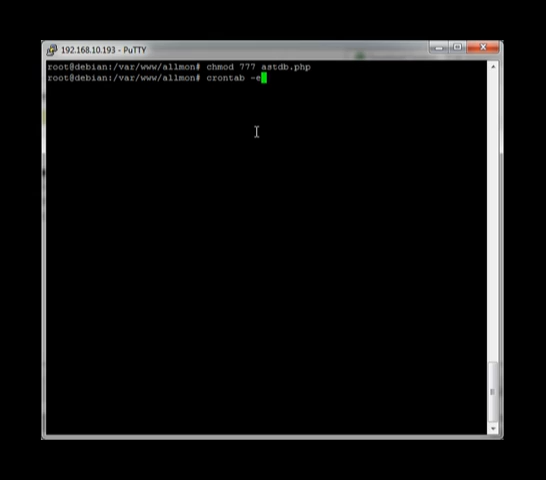 192.168.10.193 - PuTTY
root@debian:/var/www/allmon# chmod 777 astdb.php
root@debian:/var/www/allmon# crontab -e